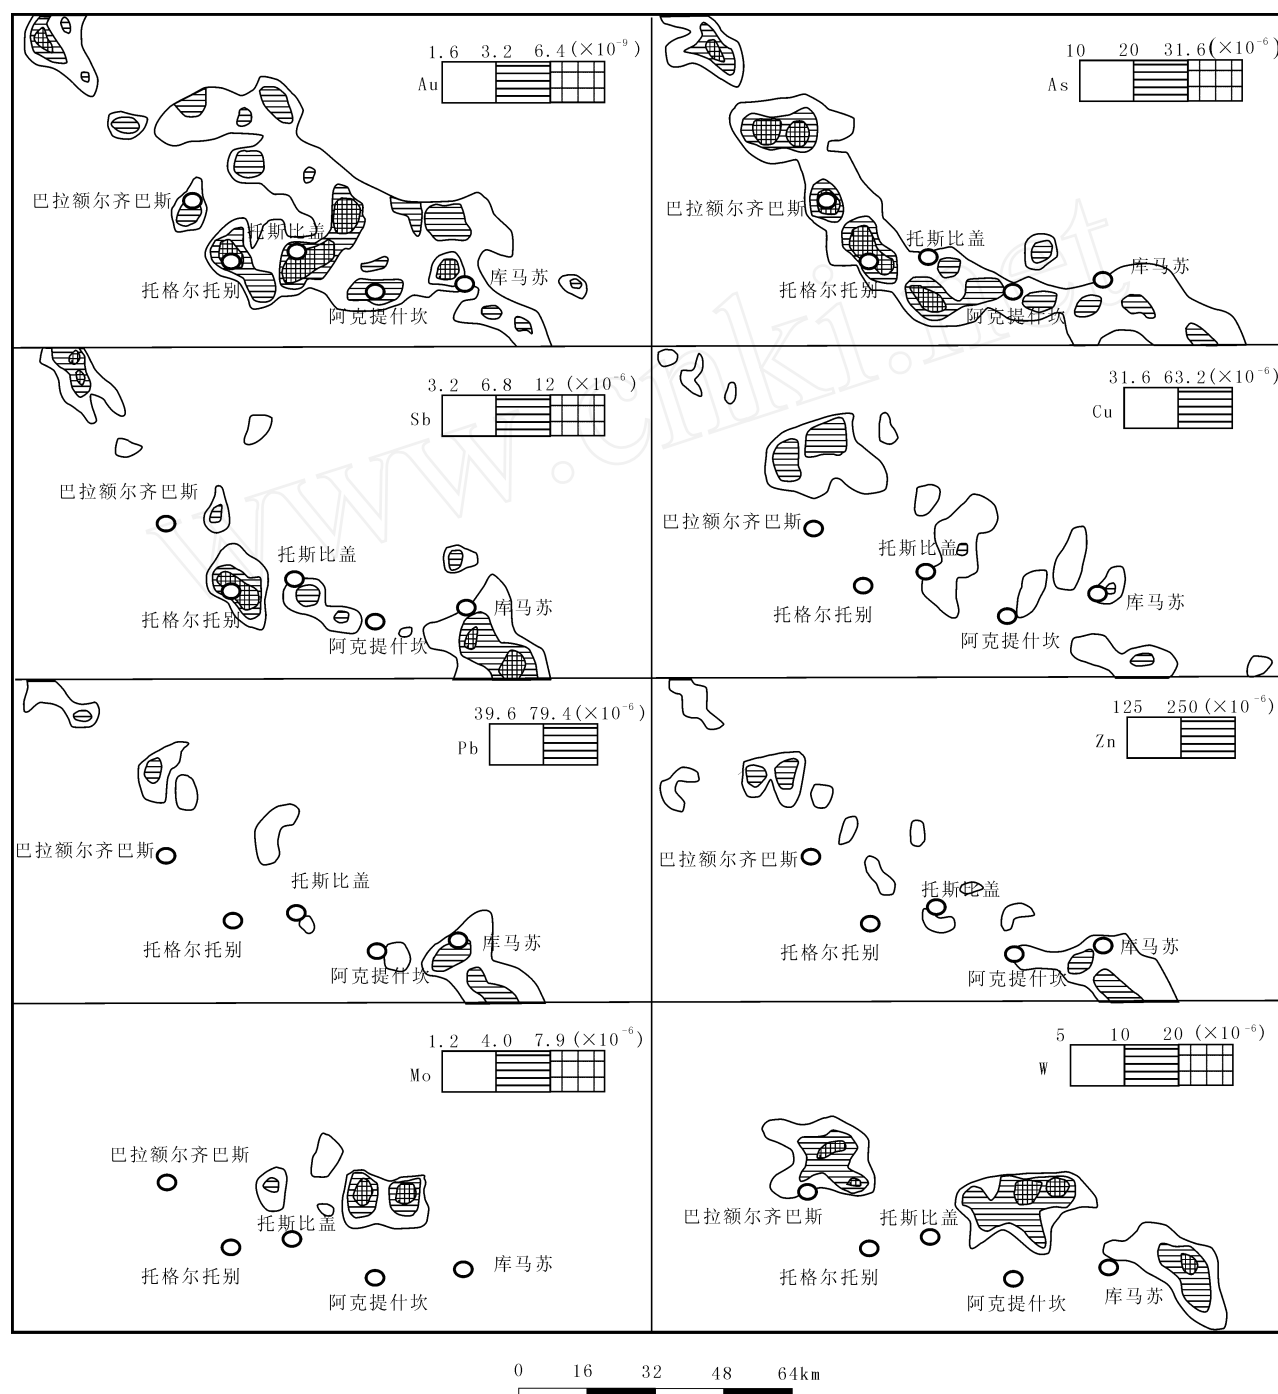 1.6 3.2 6.4(×10-9)
Au
巴拉额尔齐巴斯
托斯比盖
托格尔托别
库马苏
阿克提什坎
10 20 31.6(×10-6)
As
巴拉额尔齐巴斯
托斯比盖
托格尔托别
库马苏
阿克提什坎
3.2 6.8 12 (×10-6)
Sb
巴拉额尔齐巴斯
托斯比盖
托格尔托别
库马苏
阿克提什坎
31.6 63.2(×10-6)
Cu
巴拉额尔齐巴斯
托斯比盖
托格尔托别
库马苏
阿克提什坎
39.6 79.4(×10-6)
Pb
巴拉额尔齐巴斯
托斯比盖
托格尔托别
库马苏
阿克提什坎
125 250(×10-6)
Zn
巴拉额尔齐巴斯
托斯比盖
托格尔托别
库马苏
阿克提什坎
1.2 4.0 7.9(×10-6)
Mo
巴拉额尔齐巴斯
托斯比盖
托格尔托别
库马苏
阿克提什坎
5 10 20 (×10-6)
W
巴拉额尔齐巴斯
托斯比盖
托格尔托别
库马苏
阿克提什坎
0 16 32 48 64km
www.cnki.net